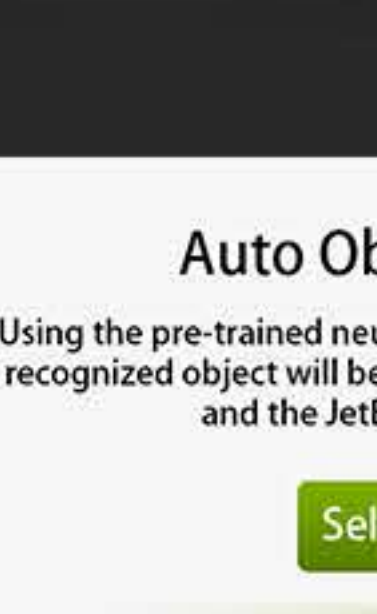 Auto Ob
Using the pre-trained neu
recognized object will be
and the JetB
Sel